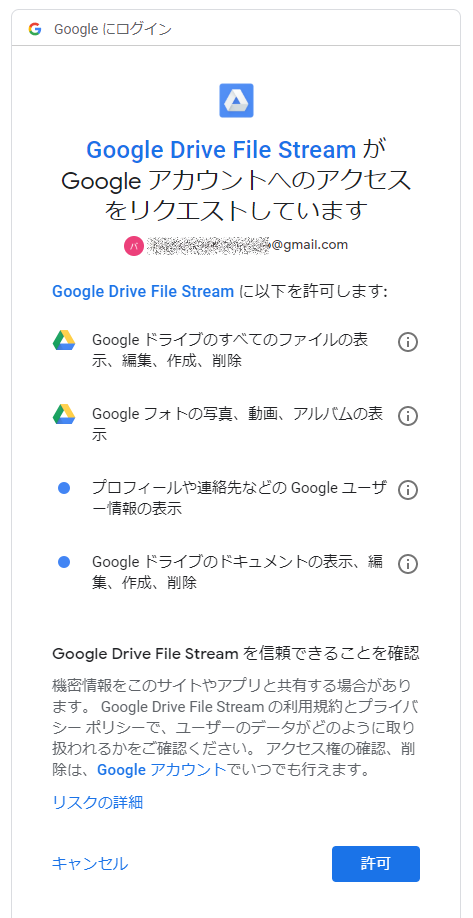 Google にログイン
Google Drive File Stream が
Google アカウントへのアクセス
をリクエストしています
パ
@gmail.com
Google Drive File Stream に以下を許可します:
Google ドライブのすべてのファイルの表
示、編集、作成、削除
Google フォトの写真、動画、アルバムの表
示
プロフィールや連絡先などの Google ユーザ
ー情報の表示
Google ドライブのドキュメントの表示、編
集、作成、削除
Google Drive File Stream を信頼できることを確認
機密情報をこのサイトやアプリと共有する場合があり
ます。 Google Drive File Stream の利用規約とプライバ
シー ポリシーで、ユーザーのデータがどのように取り
扱われるかをご確認ください。 アクセス権の確認、削
除は、Google アカウントでいつでも行えます。
リスクの詳細
キャンセル
許可